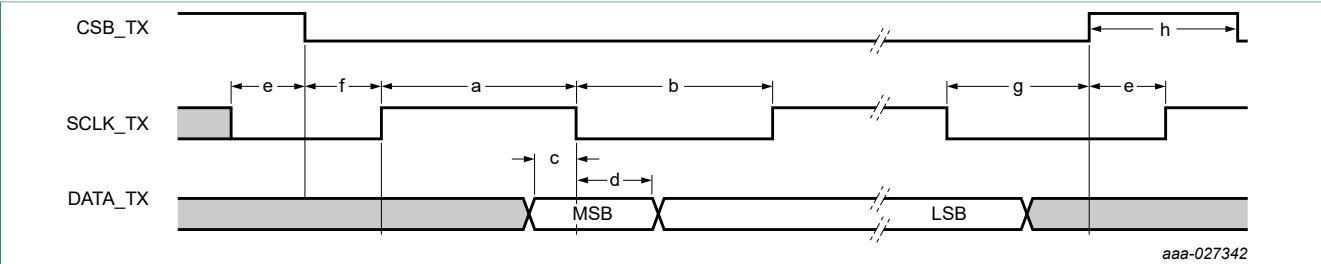 CSB_TX
h
e f a b g e
SCLK_TX
c
d
DATA_TX
MSB LSB
aaa-027342